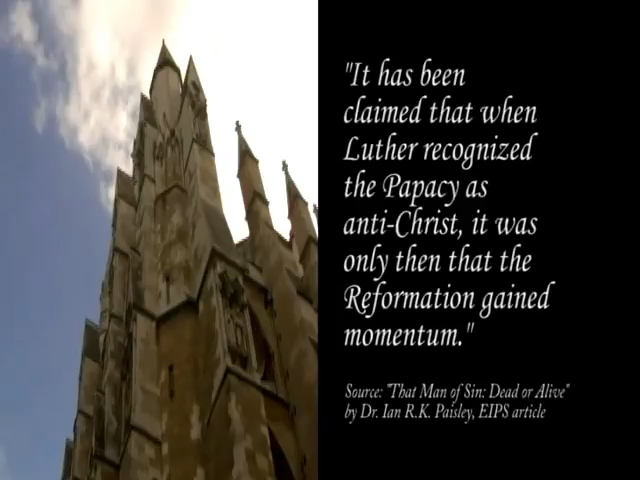 "It has been
claimed that when
Luther recognized
the Papacy as
anti-Christ, it was
only then that the
Reformation gained
momentum."
Source: "That Man of Sin: Dead or Alive"
by Dr. Ian R.K. Paisley, EIPS article